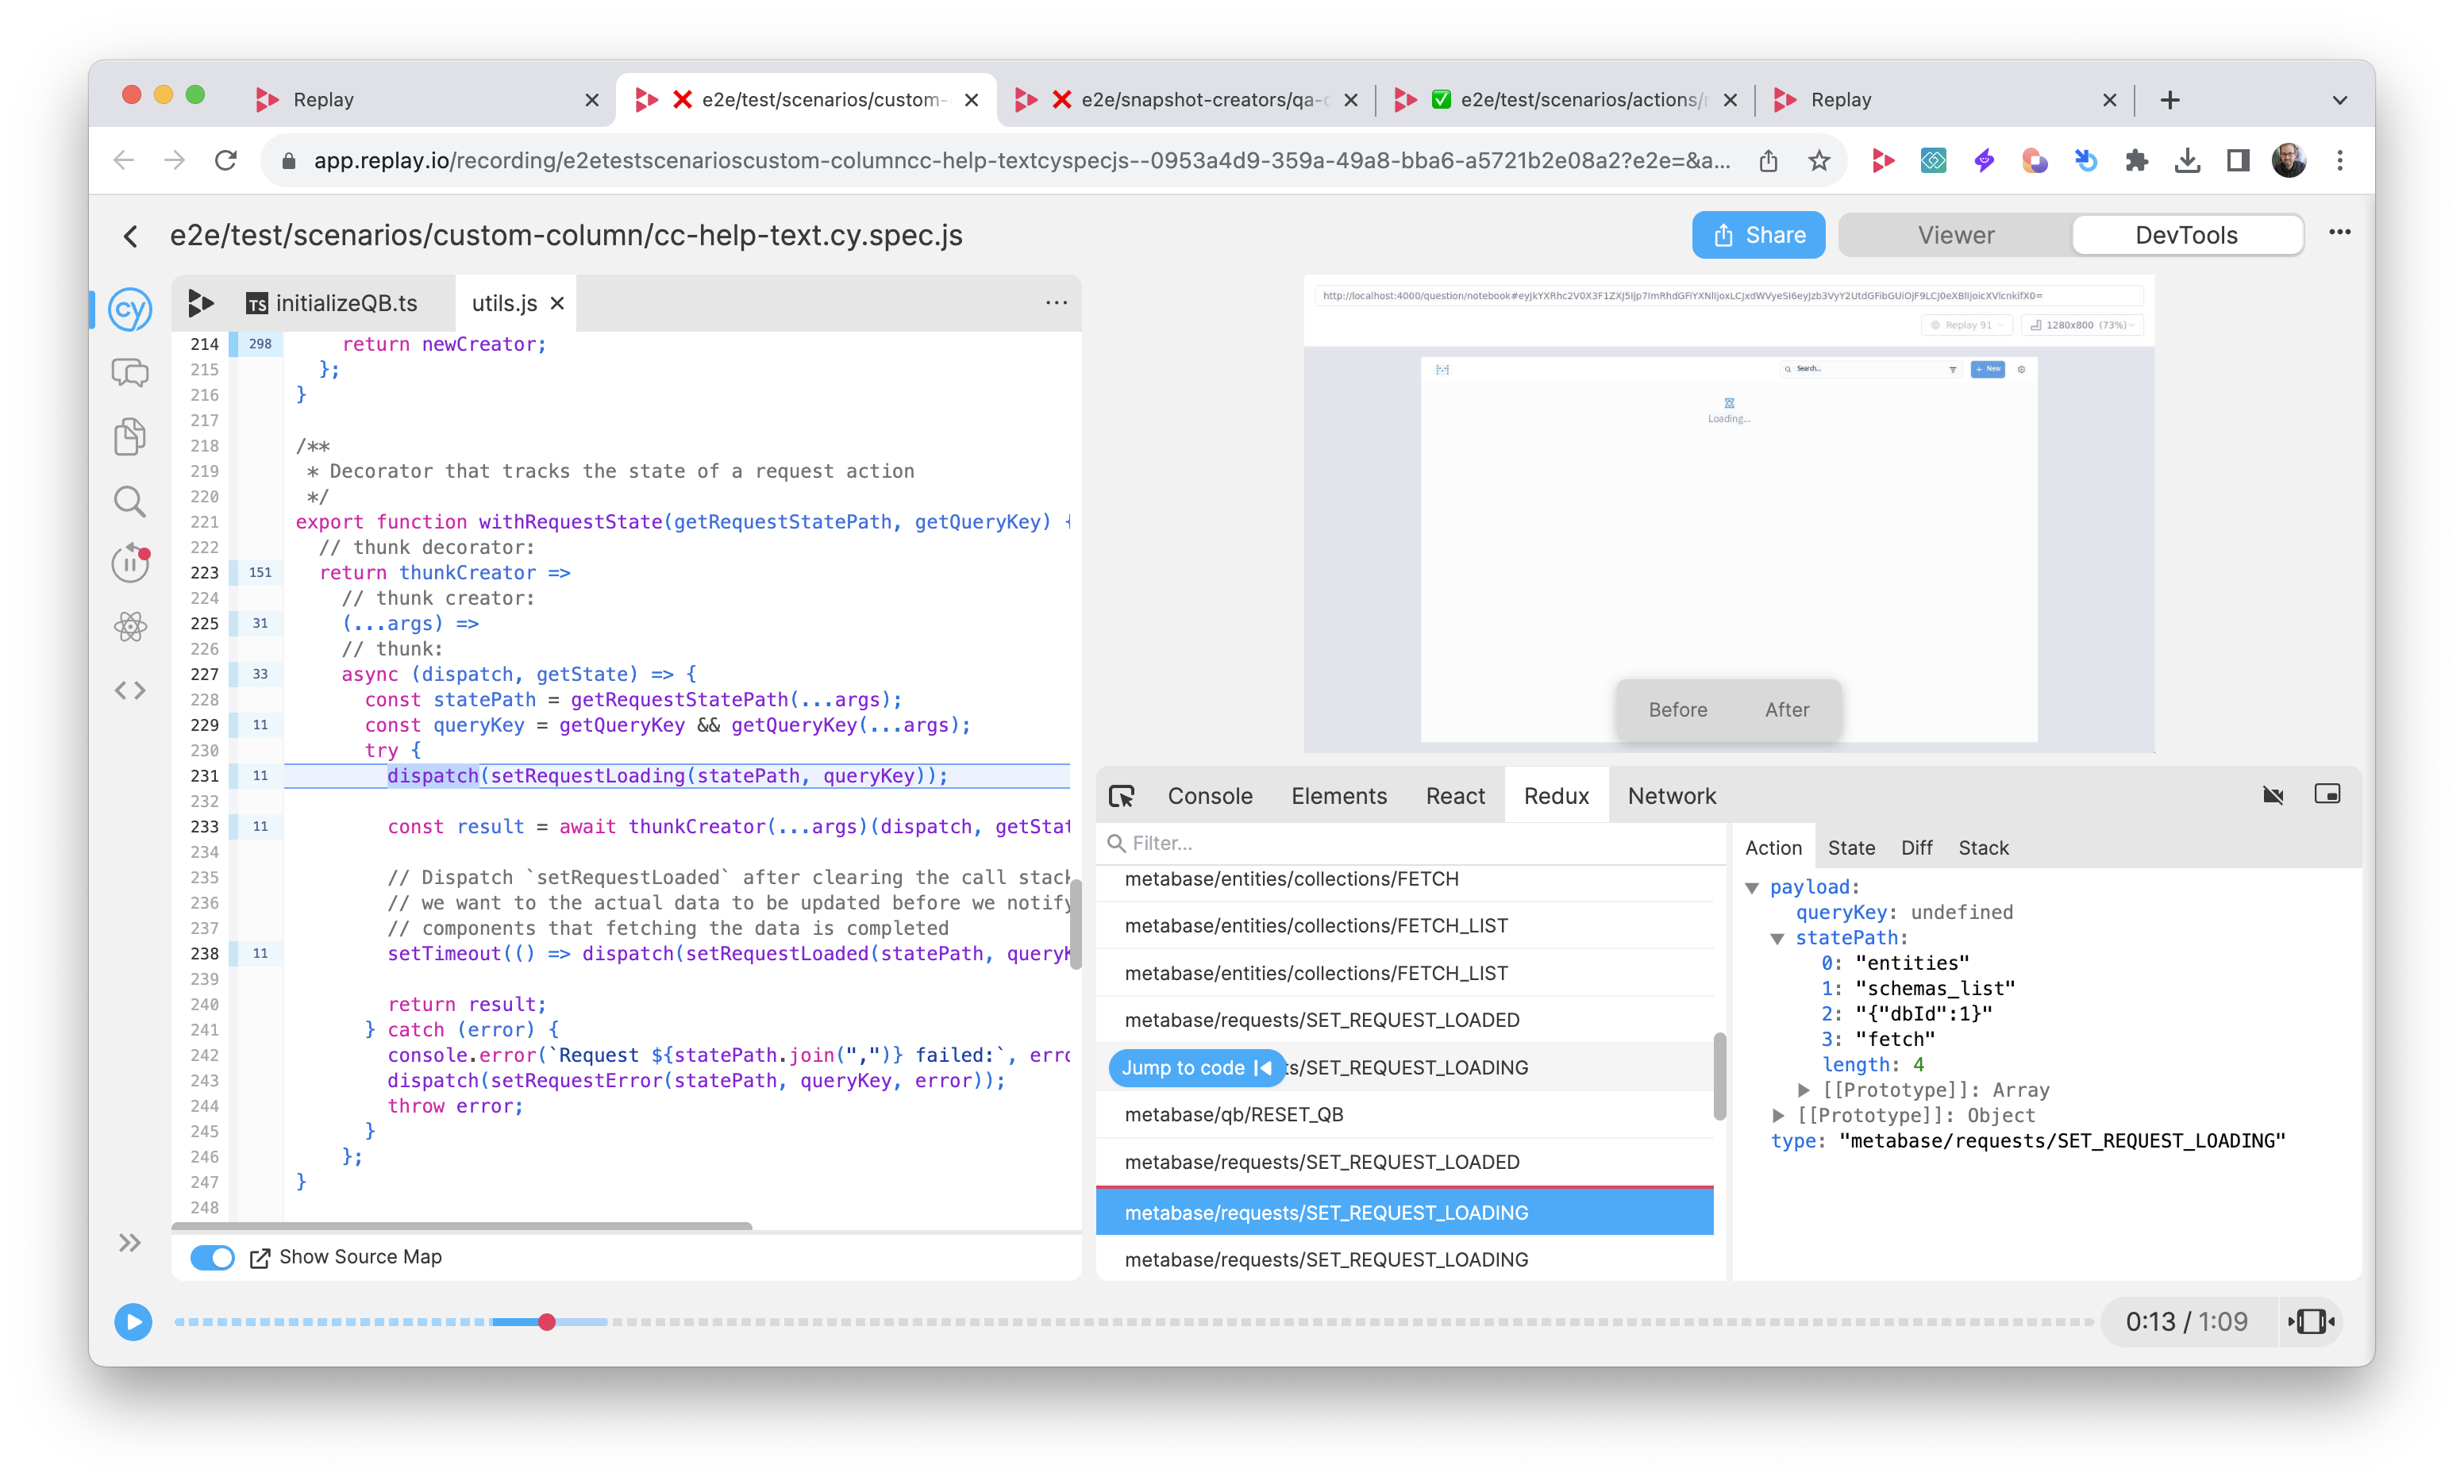 Replay
e2e/test/scenarios/custom-
e2e/snapshot-creators/qa-
e2e/test/scenarios/actions/
Replay
app.replay.io/recording/e2etestscenarioscustom-columncc-help-textcyspecjs--0953a4d9-359a-49a8-bba6-a5721b2e08a2?e2e=&a...
e2e/test/scenarios/custom-column/cc-help-text.cy.spec.js
Share
Viewer
DevTools
cy
TS initializeQB.ts
utils.js
214 298 return newCreator;
215 };
216 }
217
218 /**
219 * Decorator that tracks the state of a request action
220 */
221 export function withRequestState(getRequestStatePath, getQueryKey) {
222 // thunk decorator:
223 151 return thunkCreator =>
224 // thunk creator:
225 31 (...args) =>
226 // thunk:
227 33 async (dispatch, getState) => {
228 const statePath = getRequestStatePath(...args);
229 11 const queryKey = getQueryKey && getQueryKey(...args);
230 try {
231 11 dispatch(setRequestLoading(statePath, queryKey));
232
233 11 const result = await thunkCreator(...args)(dispatch, getStat
234
235 // Dispatch `setRequestLoaded` after clearing the call stack
236 // we want to the actual data to be updated before we notify
237 // components that fetching the data is completed
238 11 setTimeout(() => dispatch(setRequestLoaded(statePath, queryK
239
240 return result;
241 } catch (error) {
242 console.error(`Request ${statePath.join(",")} failed:`, erro
243 dispatch(setRequestError(statePath, queryKey, error));
244 throw error;
245 }
246 };
247 }
248
Show Source Map
Replay 91
1280x800 (73%)
Search...
+ New
Loading...
Before
After
Console
Elements
React
Redux
Network
Filter...
metabase/entities/collections/FETCH
metabase/entities/collections/FETCH_LIST
metabase/entities/collections/FETCH_LIST
metabase/requests/SET_REQUEST_LOADED
Jump to code
ts/SET_REQUEST_LOADING
metabase/qb/RESET_QB
metabase/requests/SET_REQUEST_LOADED
metabase/requests/SET_REQUEST_LOADING
metabase/requests/SET_REQUEST_LOADING
Action
State
Diff
Stack
payload:
queryKey: undefined
statePath:
0: "entities"
1: "schemas_list"
2: "{"dbId":1}"
3: "fetch"
length: 4
[[Prototype]]: Array
[[Prototype]]: Object
type: "metabase/requests/SET_REQUEST_LOADING"
0:13 / 1:09